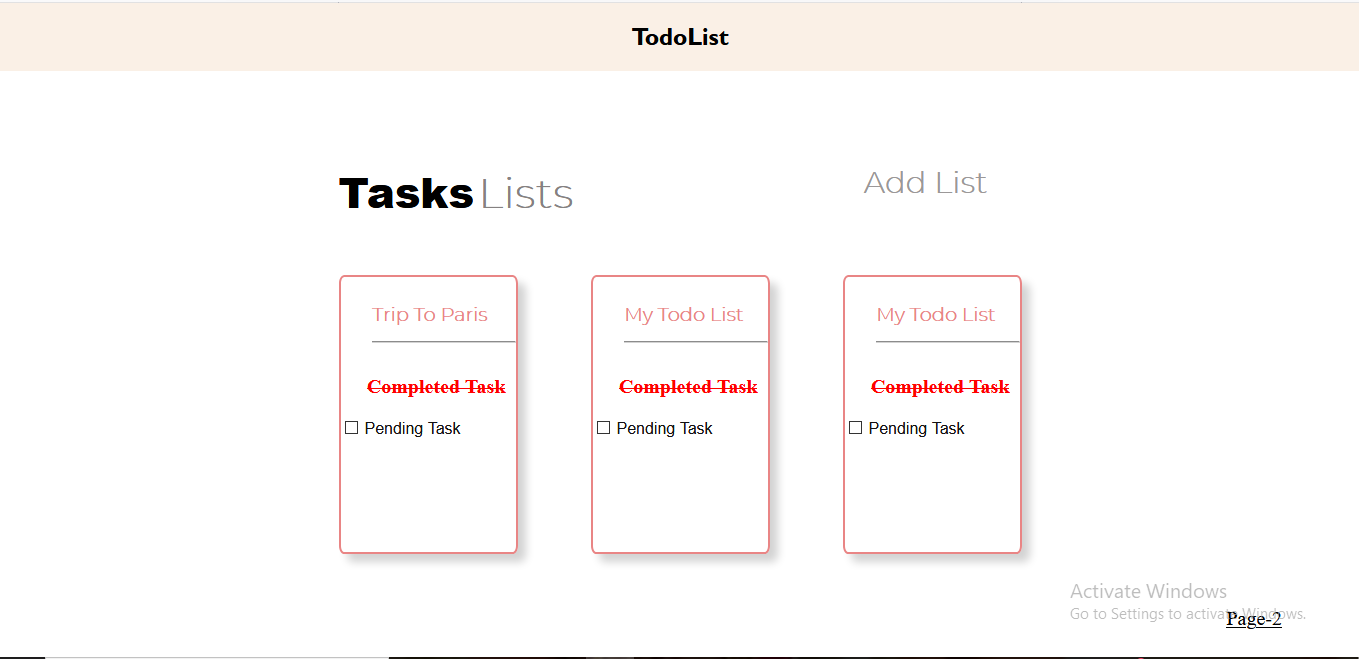 TodoList
Tasks Lists
Add List
Trip To Paris
Completed Task
Pending Task
My Todo List
Completed Task
Pending Task
My Todo List
Completed Task
Pending Task
Activate Windows
Go to Settings to activate Windows.
Page-2